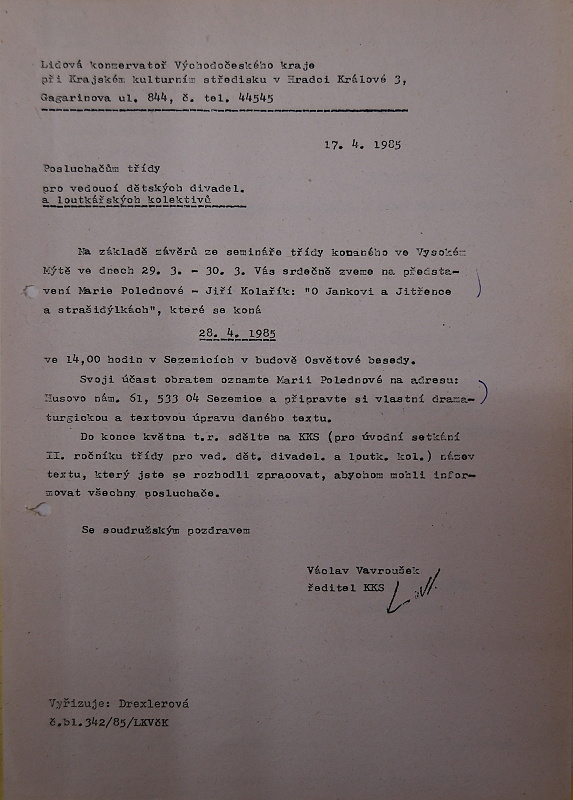 Lidová konzervatoř Východočeského kraje
při Krajském kulturním středisku v Hradci Králové 3,
Gagarinova ul. 844, č. tel. 44545
17. 4. 1985
Posluchačům třídy
pro vedoucí dětských divadel.
a loutkářských kolektivů
Na základě závěrů ze semináře třídy konaného ve Vysokém
Mýtě ve dnech 29. 3. - 30. 3. Vás srdečně zveme na předsta-
vení Marie Polednové - Jiří Kolařík: "O Jankovi a Jitřence
a strašidýlkách", které se koná
28. 4. 1985
ve 14,00 hodin v Sezemicích v budově Osvětové besedy.
Svoji účast obratem oznamte Marii Polednové na adresu:
Husovo nám. 61, 533 04 Sezemice a připravte si vlastní drama-
turgickou a textovou úpravu daného textu.
Do konce května t.r. sdělte na KKS (pro úvodní setkání
II. ročníku třídy pro ved. dět. divadel. a loutk. kol.) název
textu, který jste se rozhodli zpracovat, abychom mohli infor-
movat všechny posluchače.
Se soudružským pozdravem
Václav Vavroušek
ředitel KKS
Vyřizuje: Drexlerová
č.bl.342/85/LKVčK